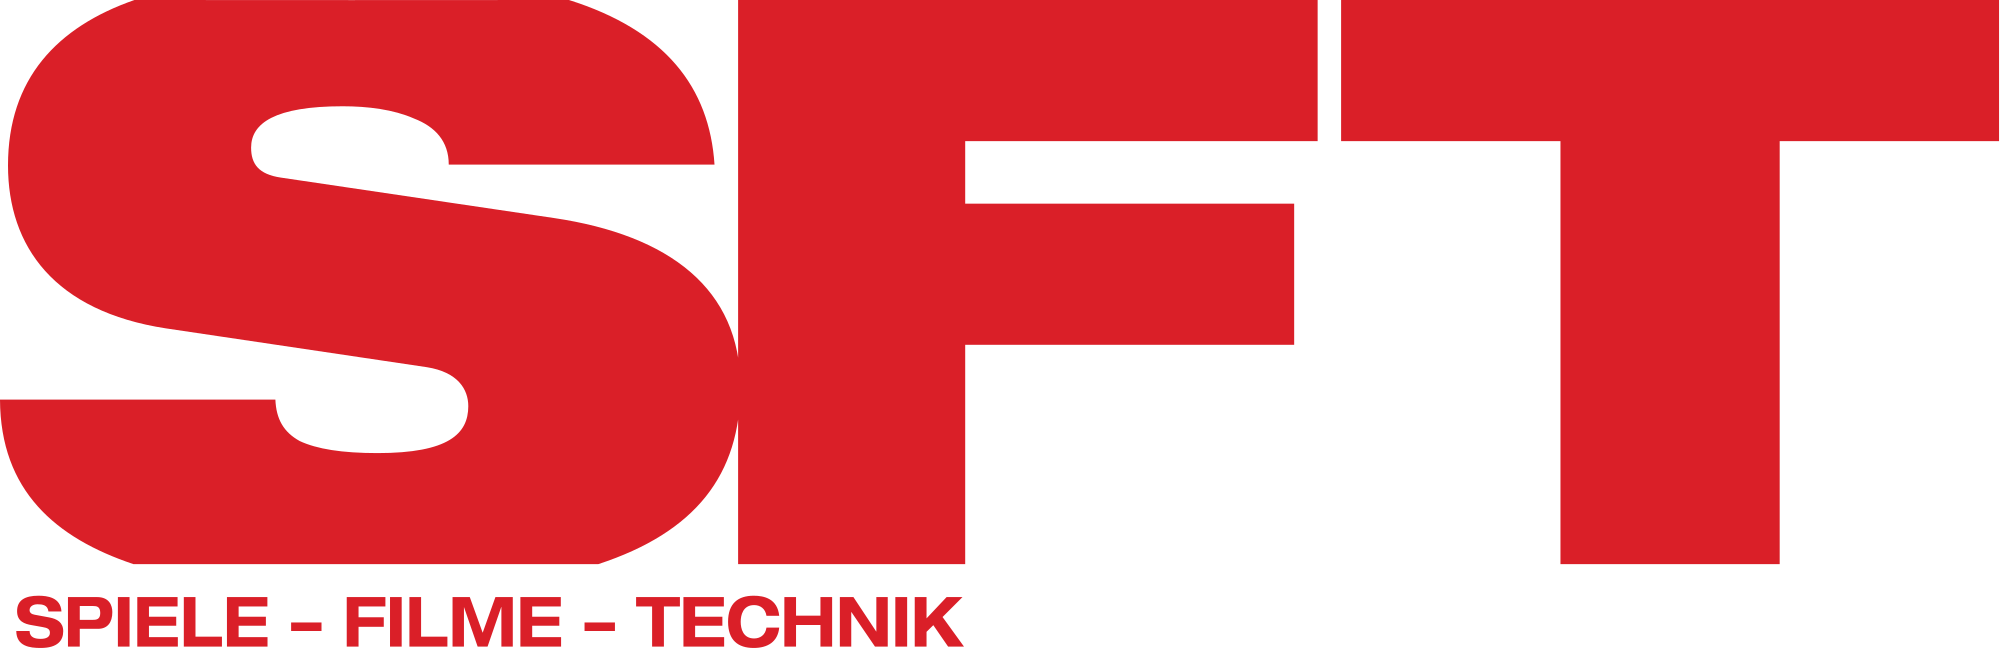 SFT
SPIELE – FILME – TECHNIK